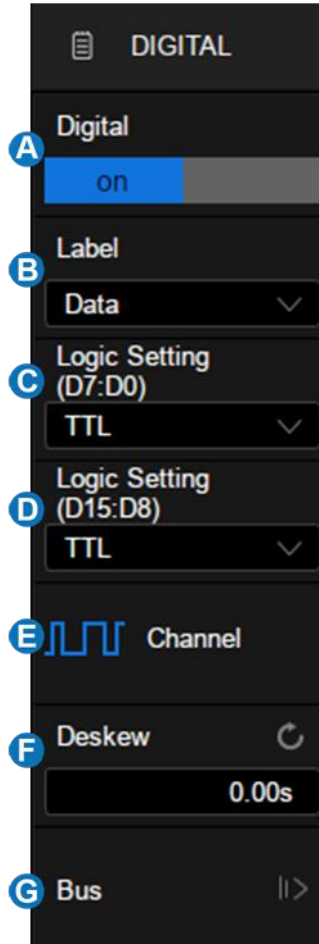 DIGITAL
A
Digital
on
B
Label
Data
C
Logic Setting
(D7:D0)
TTL
D
Logic Setting
(D15:D8)
TTL
E
Channel
F
Deskew
0.00s
G
Bus